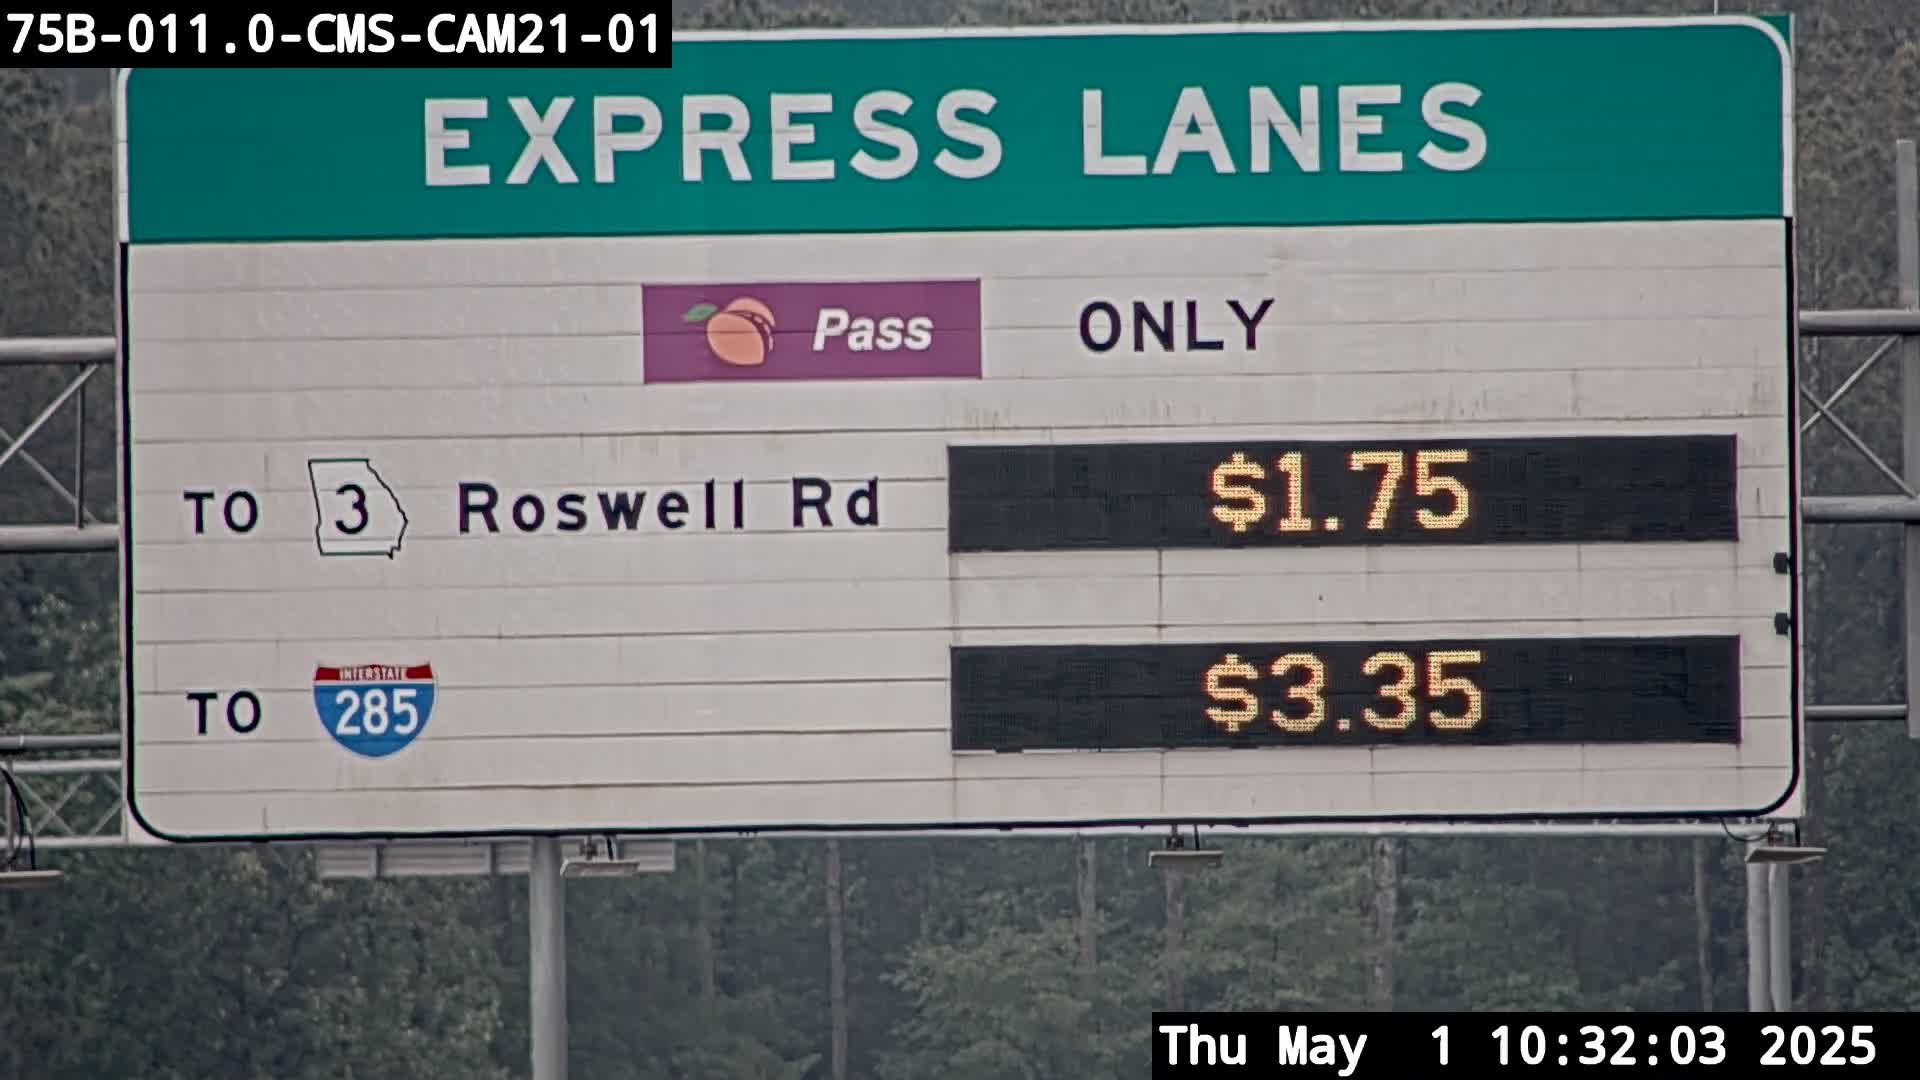 75B-011.0-CMS-CAM21-01
EXPRESS LANES
Pass ONLY
TO 3 Roswell Rd $1.75
TO INTERSTATE 285 $3.35
Thu May 1 10:32:03 2025